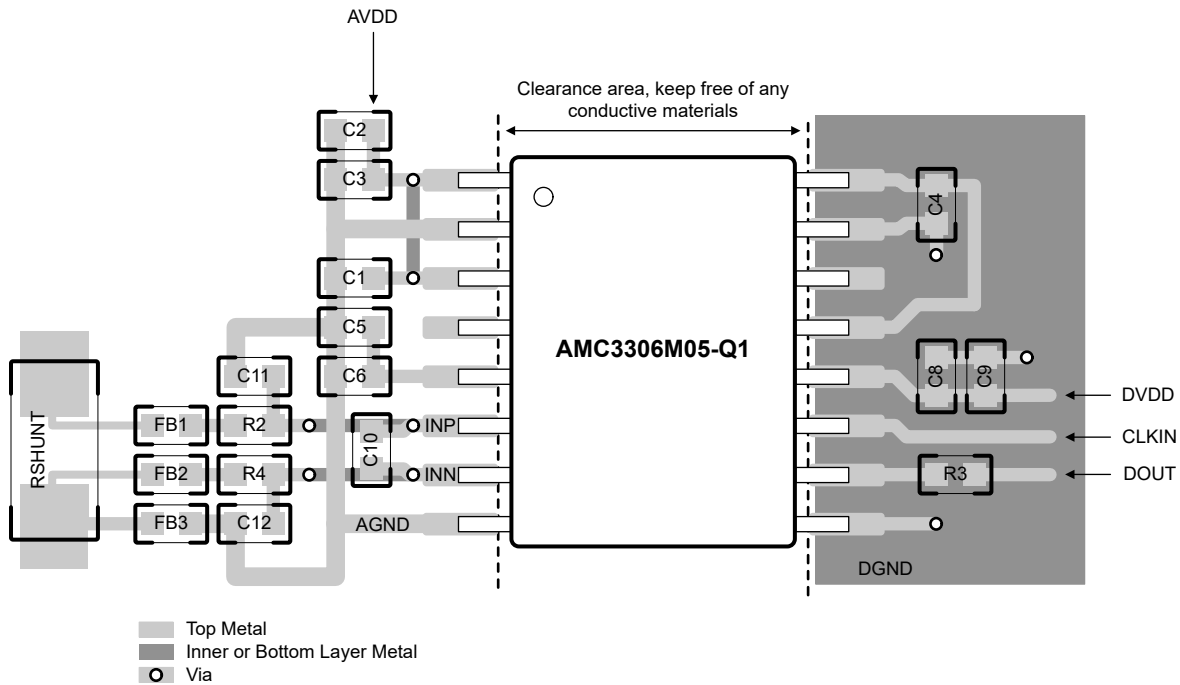 AVDD
Clearance area, keep free of any
conductive materials
C2
C3
C4
C1
C5
AMC3306M05-Q1
C11
C6
C8
C9
DVDD
RSHUNT
FB1
R2
C10
INP
CLKIN
FB2
R4
INN
R3
DOUT
FB3
C12
AGND
DGND
Top Metal
Inner or Bottom Layer Metal
Via